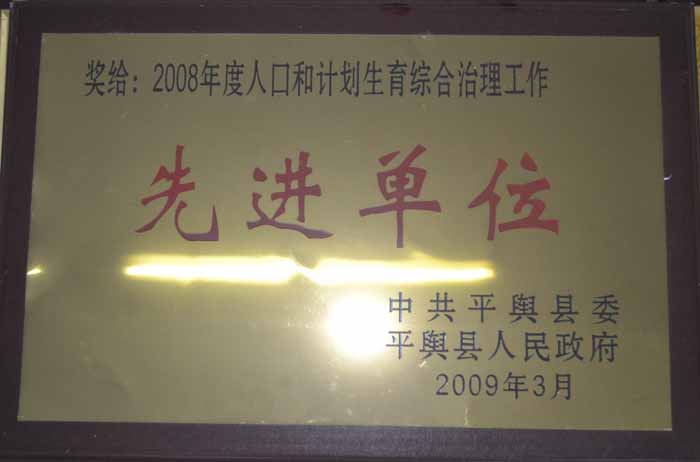 奖给：2008年度人口和计划生育综合治理工作
先进单位
中共平舆县委
平舆县人民政府
2009年3月